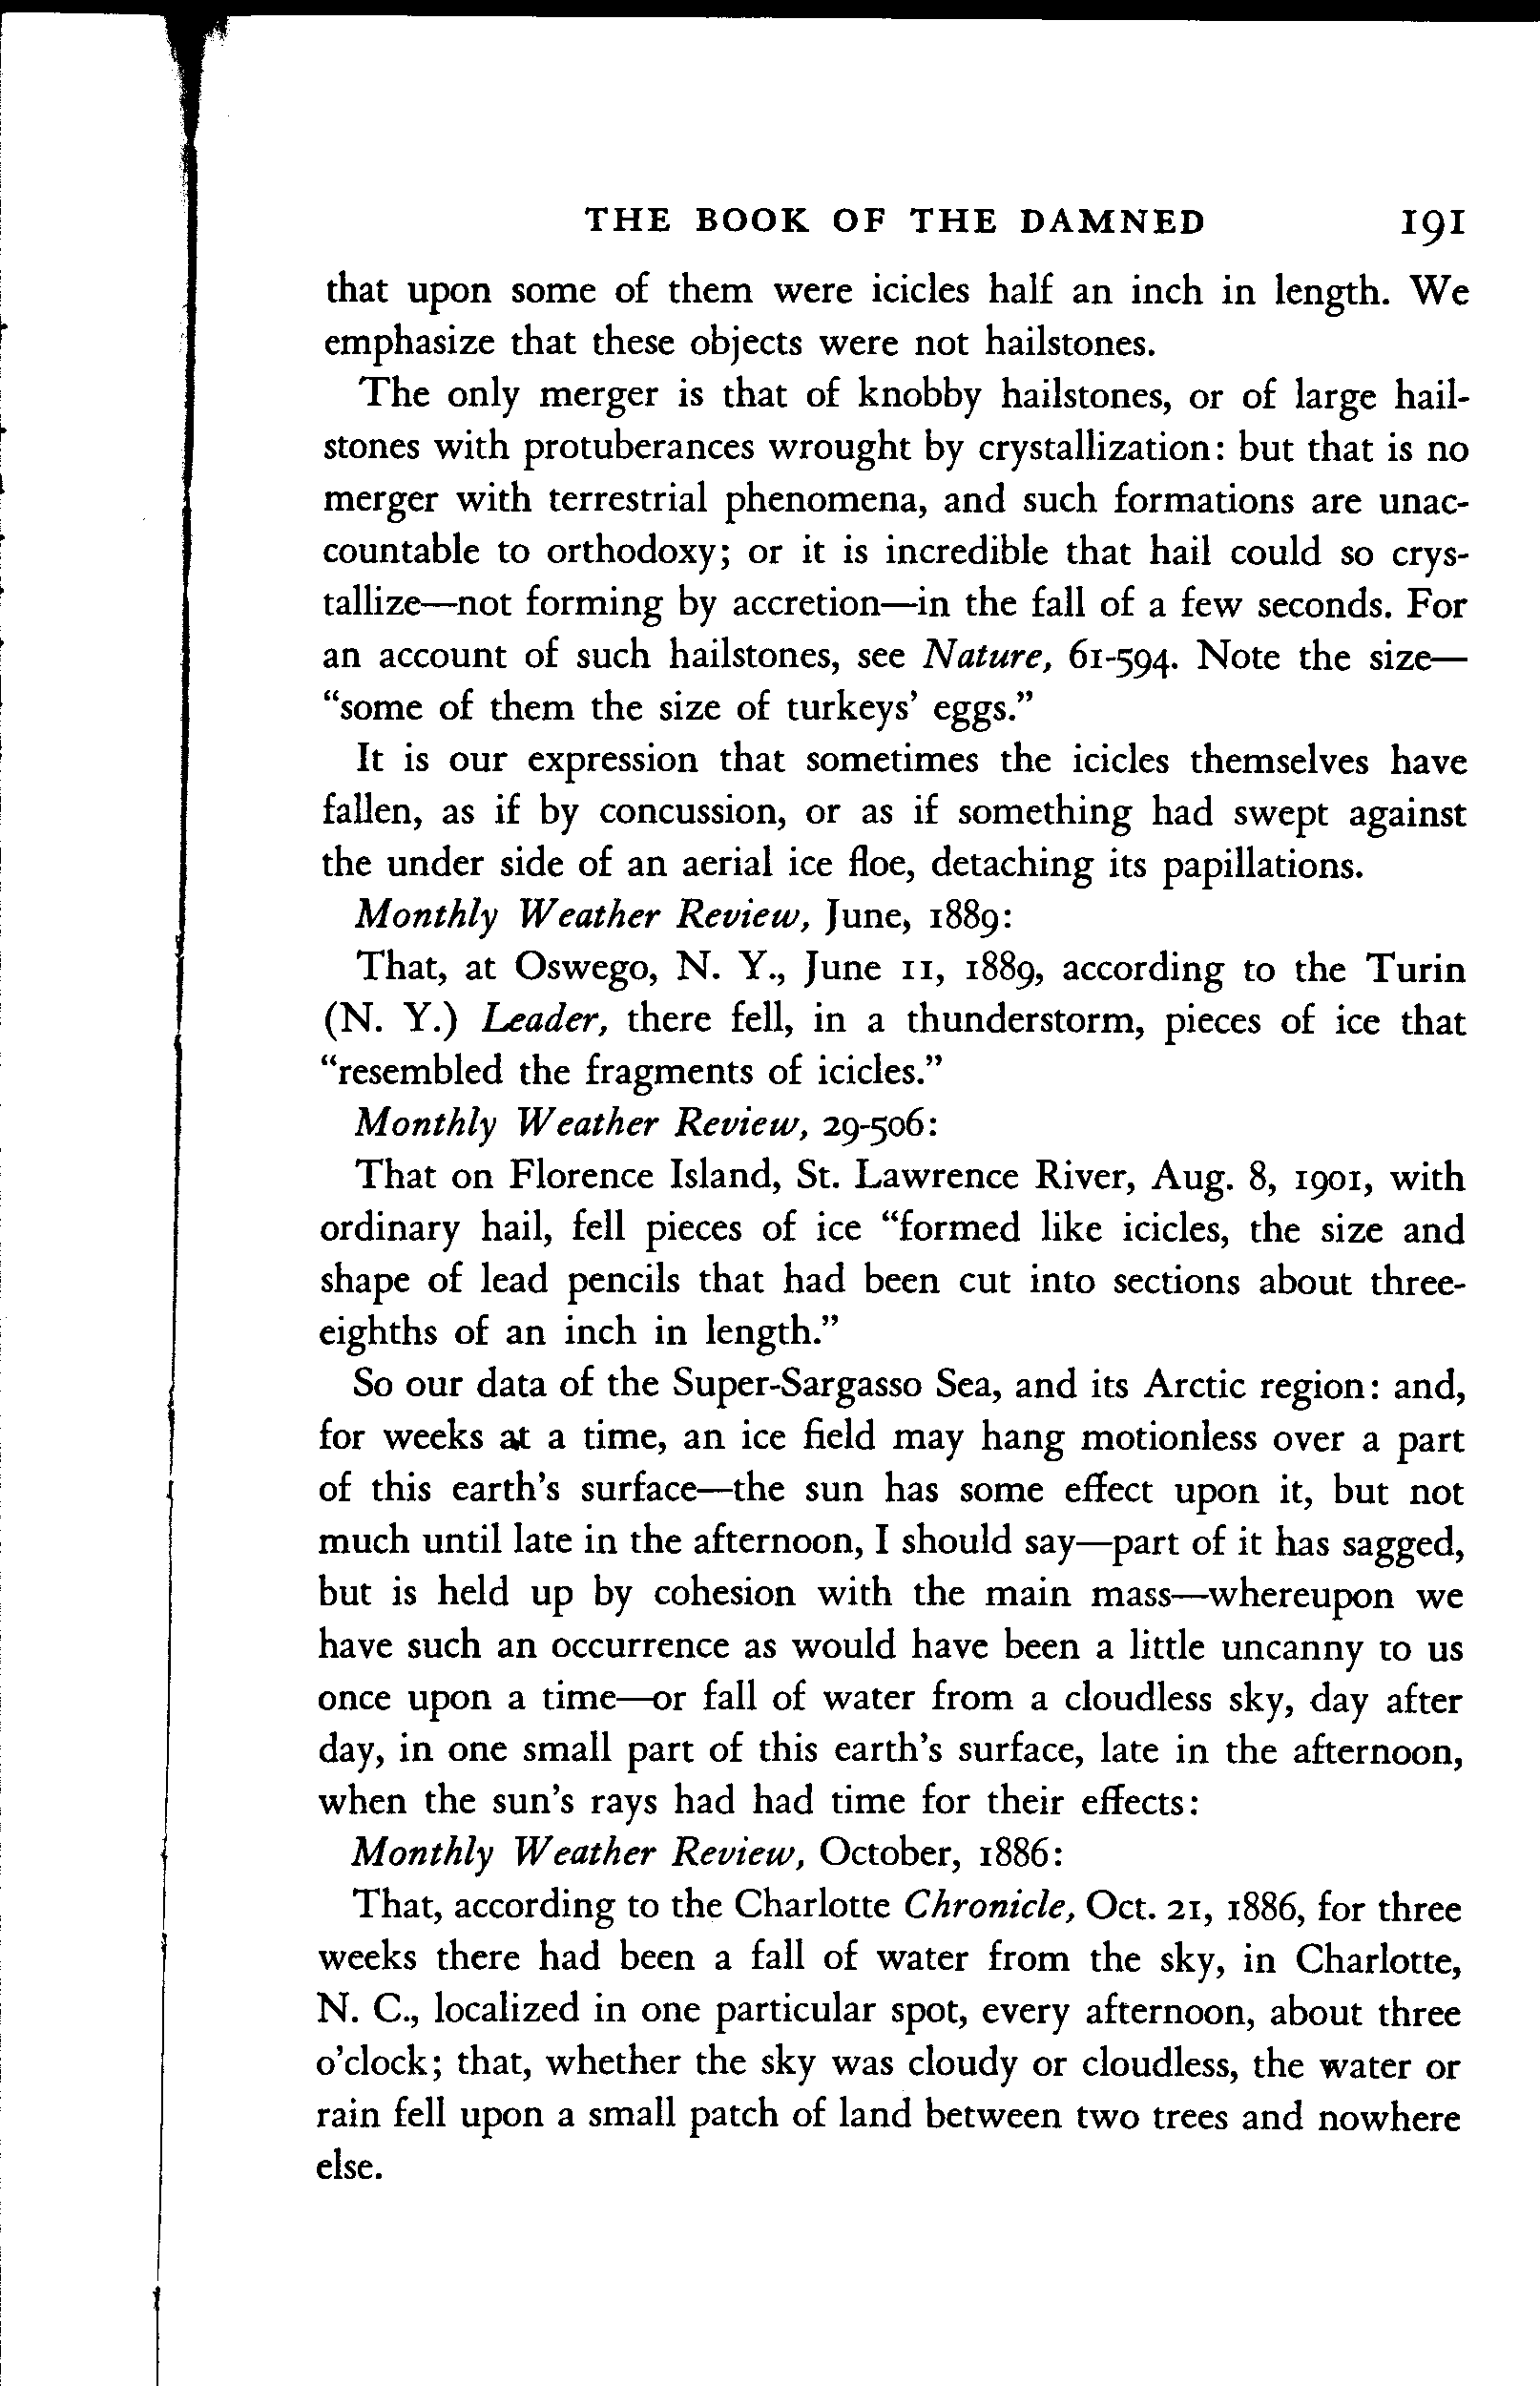 THE BOOK OF THE DAMNED 191
that upon some of them were icicles half an inch in length. We
emphasize that these objects were not hailstones.
The only merger is that of knobby hailstones, or of large hail-
stones with protuberances wrought by crystallization: but that is no
merger with terrestrial phenomena, and such formations are unac-
countable to orthodoxy; or it is incredible that hail could so crys-
tallize—not forming by accretion—in the fall of a few seconds. For
an account of such hailstones, see Nature, 61-594. Note the size—
“some of them the size of turkeys’ eggs.”
It is our expression that sometimes the icicles themselves have
fallen, as if by concussion, or as if something had swept against
the under side of an aerial ice floe, detaching its papillations.
Monthly Weather Review, June, 1889:
That, at Oswego, N. Y., June 11, 1889, according to the Turin
(N. Y.) Leader, there fell, in a thunderstorm, pieces of ice that
“resembled the fragments of icicles.”
Monthly Weather Review, 29-506:
That on Florence Island, St. Lawrence River, Aug. 8, 1901, with
ordinary hail, fell pieces of ice “formed like icicles, the size and
shape of lead pencils that had been cut into sections about three-
eighths of an inch in length.”
So our data of the Super-Sargasso Sea, and its Arctic region: and,
for weeks at a time, an ice field may hang motionless over a part
of this earth’s surface—the sun has some effect upon it, but not
much until late in the afternoon, I should say—part of it has sagged,
but is held up by cohesion with the main mass—whereupon we
have such an occurrence as would have been a little uncanny to us
once upon a time—or fall of water from a cloudless sky, day after
day, in one small part of this earth’s surface, late in the afternoon,
when the sun’s rays had had time for their effects:
Monthly Weather Review, October, 1886:
That, according to the Charlotte Chronicle, Oct. 21, 1886, for three
weeks there had been a fall of water from the sky, in Charlotte,
N. C., localized in one particular spot, every afternoon, about three
o’clock; that, whether the sky was cloudy or cloudless, the water or
rain fell upon a small patch of land between two trees and nowhere
else.